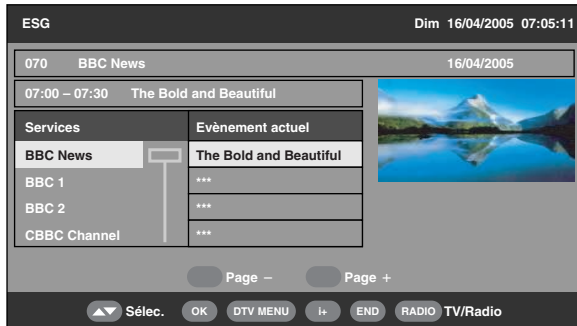 ESG Dim 16/04/2005 07:05:11
070 BBC News 16/04/2005
07:00 – 07:30 The Bold and Beautiful
Services Evènement actuel
BBC News The Bold and Beautiful
BBC 1 ***
BBC 2 ***
CBBC Channel ***
Page – Page +
Sélec. OK DTV MENU i+ END RADIO TV/Radio